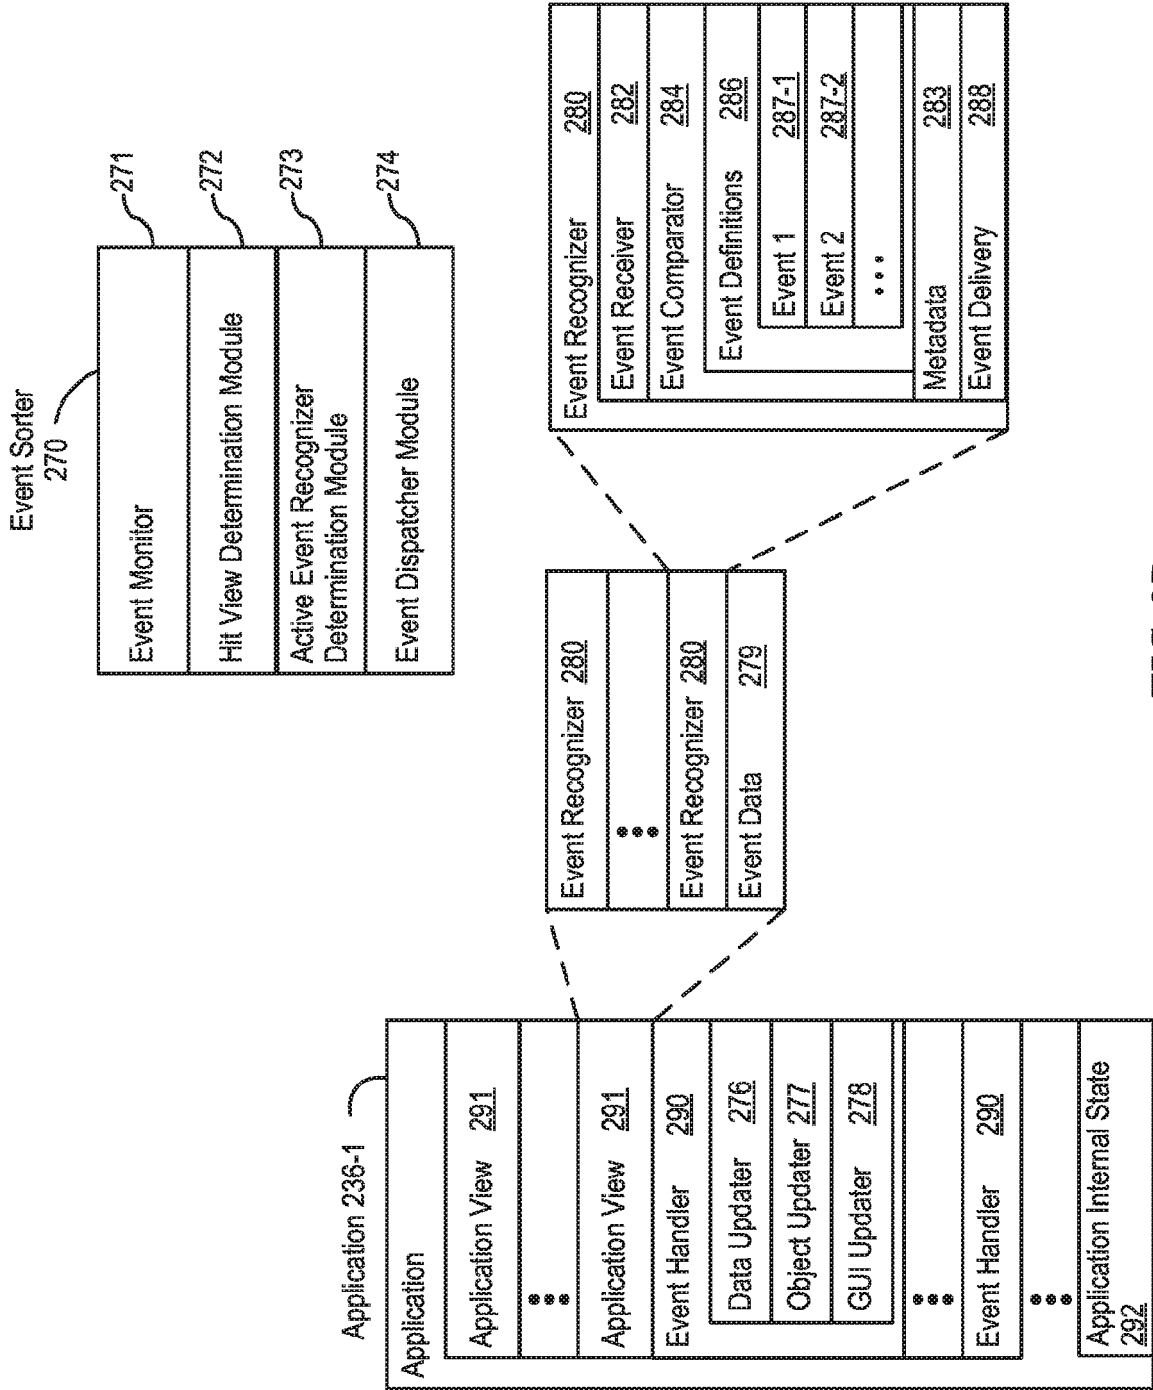 Event Sorter
270
Event Monitor
271
Hit View Determination Module
272
Active Event Recognizer
Determination Module
273
Event Dispatcher Module
274
Application 236-1
Application
Application View 291
•••
Application View 291
Event Handler 290
Data Updater 276
Object Updater 277
GUI Updater 278
•••
Event Handler 290
•••
Application Internal State
292
Event Recognizer 280
•••
Event Recognizer 280
Event Data 279
Event Recognizer 280
Event Receiver 282
Event Comparator 284
Event Definitions 286
Event 1 287-1
Event 2 287-2
•••
Metadata 283
Event Delivery 288